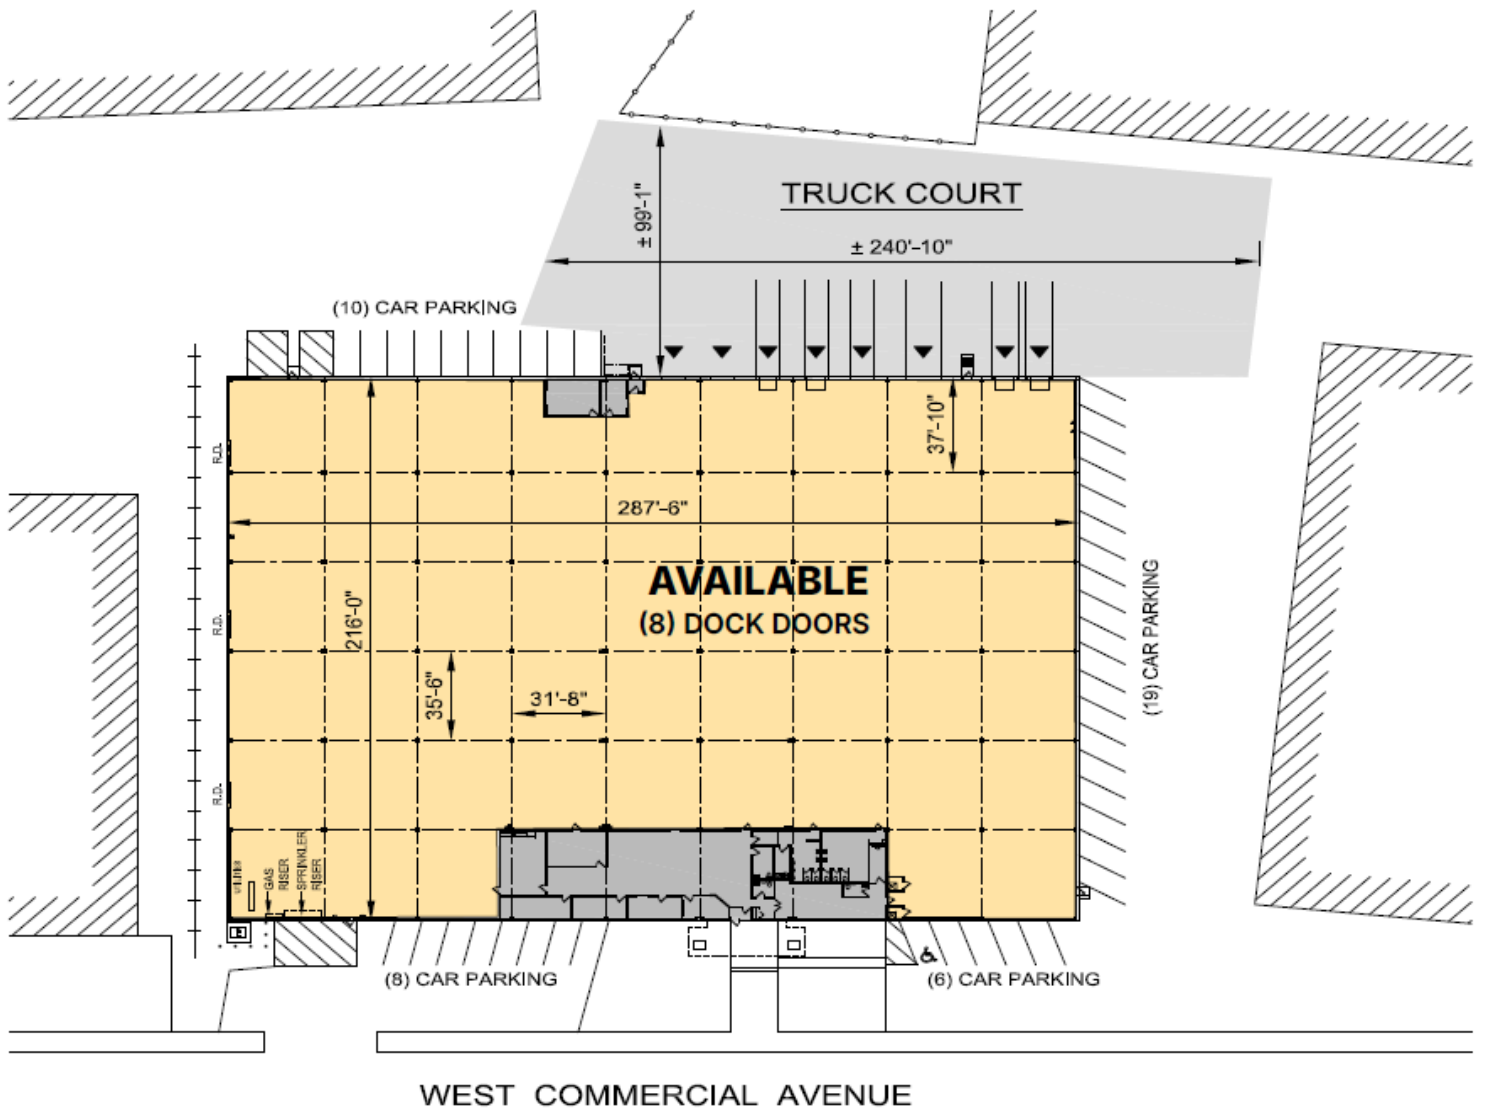 TRUCK COURT
± 99'-1"
± 240'-10"
(10) CAR PARKING
37'-10"
R.D.
287'-6"
AVAILABLE
(8) DOCK DOORS
216'-0"
R.D.
35'-6"
31'-8"
(19) CAR PARKING
R.D.
UTILITIES
GAS
RISER
SPRINKLER
RISER
(8) CAR PARKING
(6) CAR PARKING
WEST COMMERCIAL AVENUE